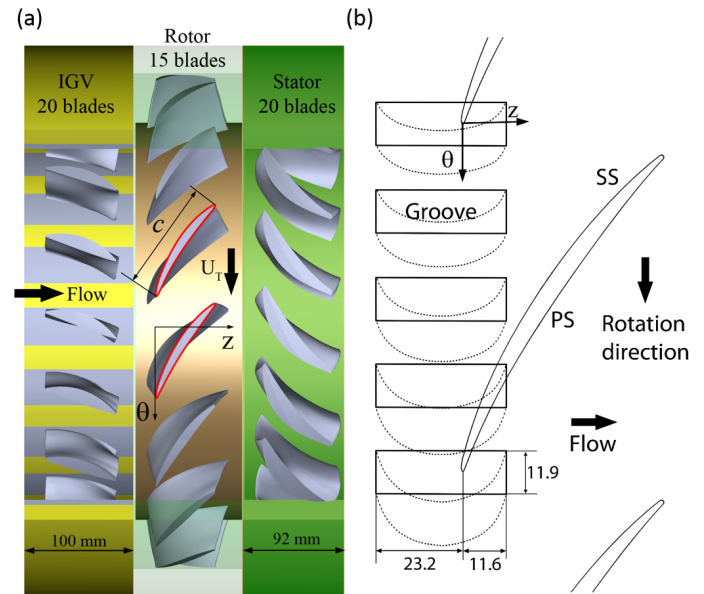 (a)
Rotor
15 blades
IGV
20 blades
Stator
20 blades
c
U_T
Flow
z
θ
100 mm
92 mm
(b)
z
θ
SS
Groove
PS
Rotation
direction
Flow
11.9
23.2
11.6